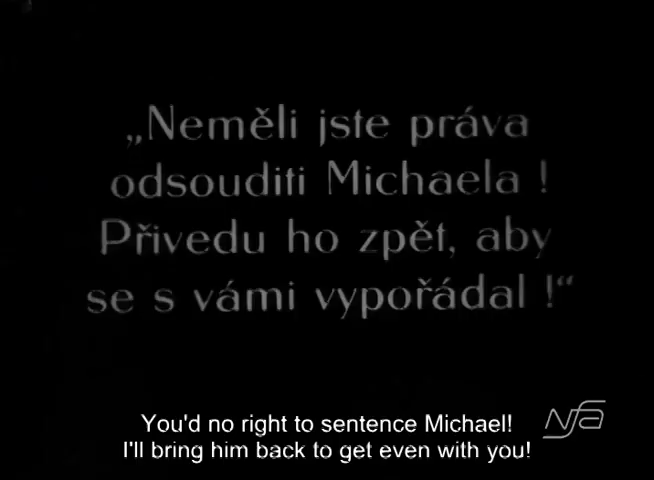 „Neměli jste práva
odsouditi Michaela !
Přivedu ho zpět, aby
se s vámi vypořádal !“
You'd no right to sentence Michael!
I'll bring him back to get even with you!
nfa